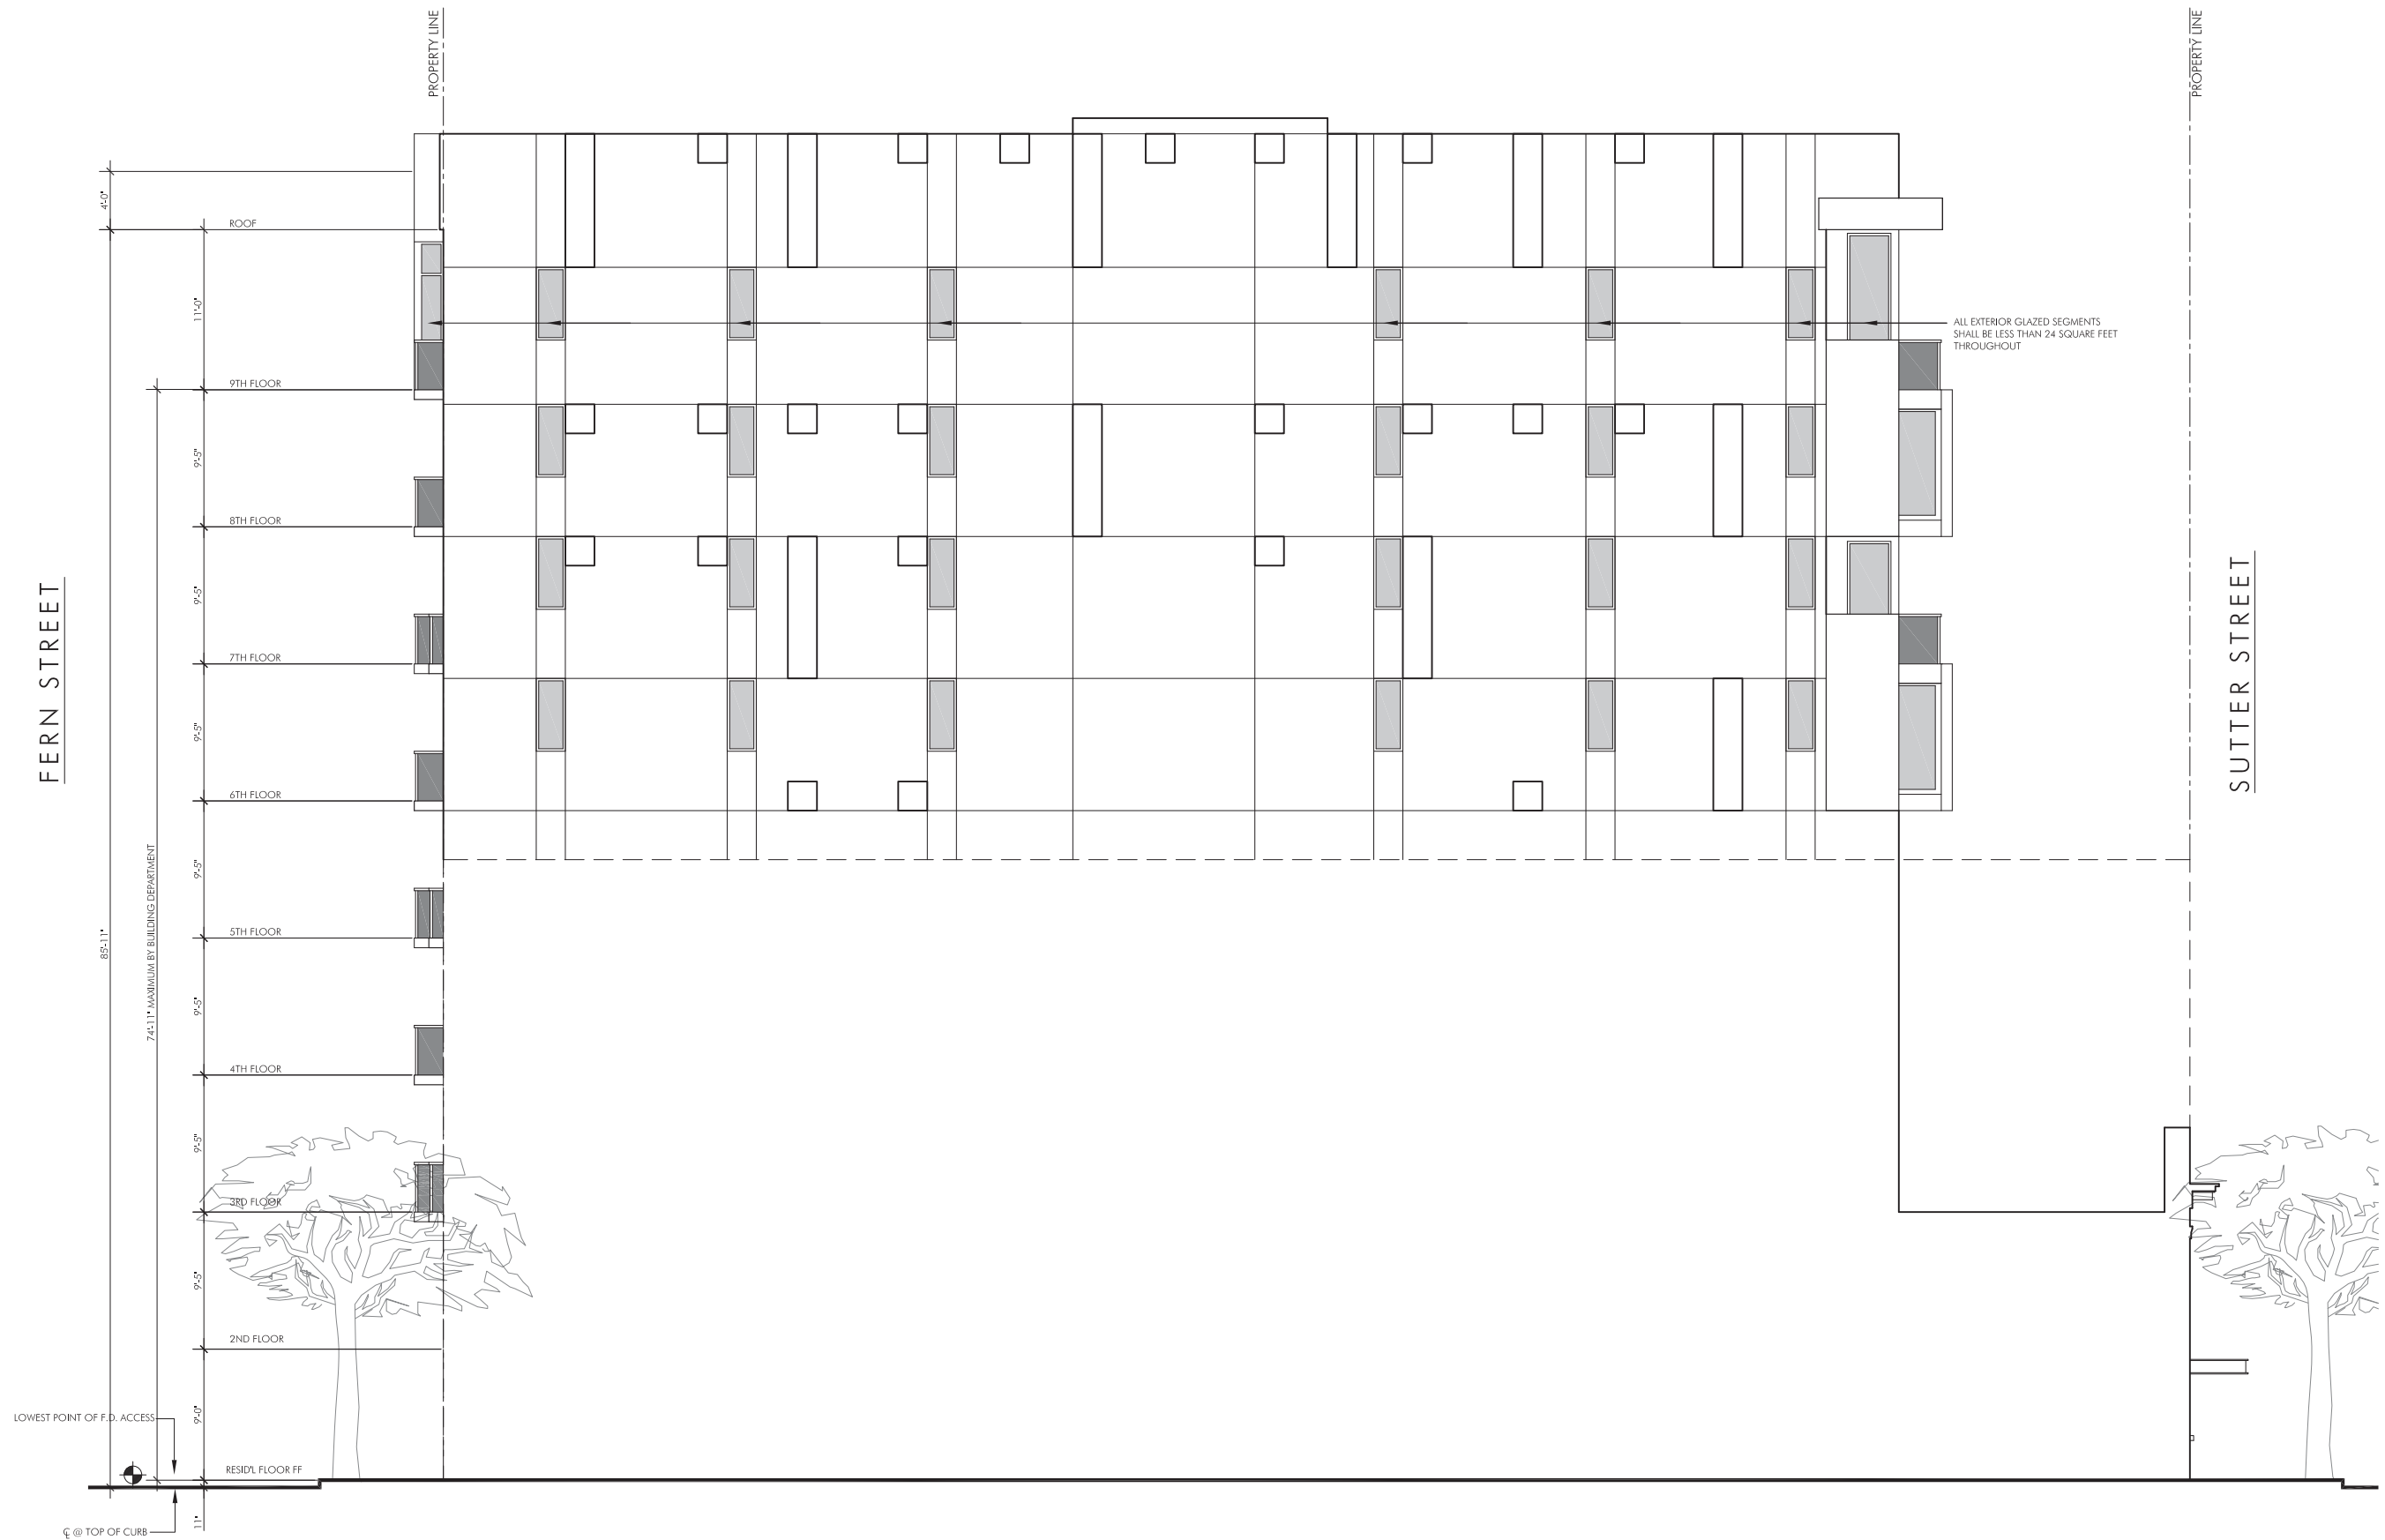 PROPERTY LINE
PROPERTY LINE
4'-0"
ROOF
11'-0"
ALL EXTERIOR GLAZED SEGMENTS
SHALL BE LESS THAN 24 SQUARE FEET
THROUGHOUT
9TH FLOOR
9'-5"
8TH FLOOR
9'-5"
FERN STREET
SUTTER STREET
7TH FLOOR
9'-5"
6TH FLOOR
9'-5"
85'-11"
74'-11" MAXIMUM BY BUILDING DEPARTMENT
5TH FLOOR
9'-5"
4TH FLOOR
9'-5"
3RD FLOOR
9'-5"
2ND FLOOR
9'-0"
LOWEST POINT OF F.D. ACCESS
RESID'L FLOOR FF
11"
℄ @ TOP OF CURB